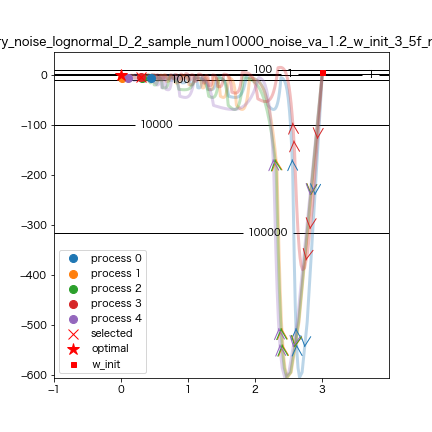 ry_noise_lognormal_D_2_sample_num10000_noise_va_1.2_w_init_3_5f_r
100
1
1
100
0
−100
10000
−200
100000
−300
−400
−500
−600
process 0
process 1
process 2
process 3
process 4
selected
optimal
w_init
−1
0
1
2
3